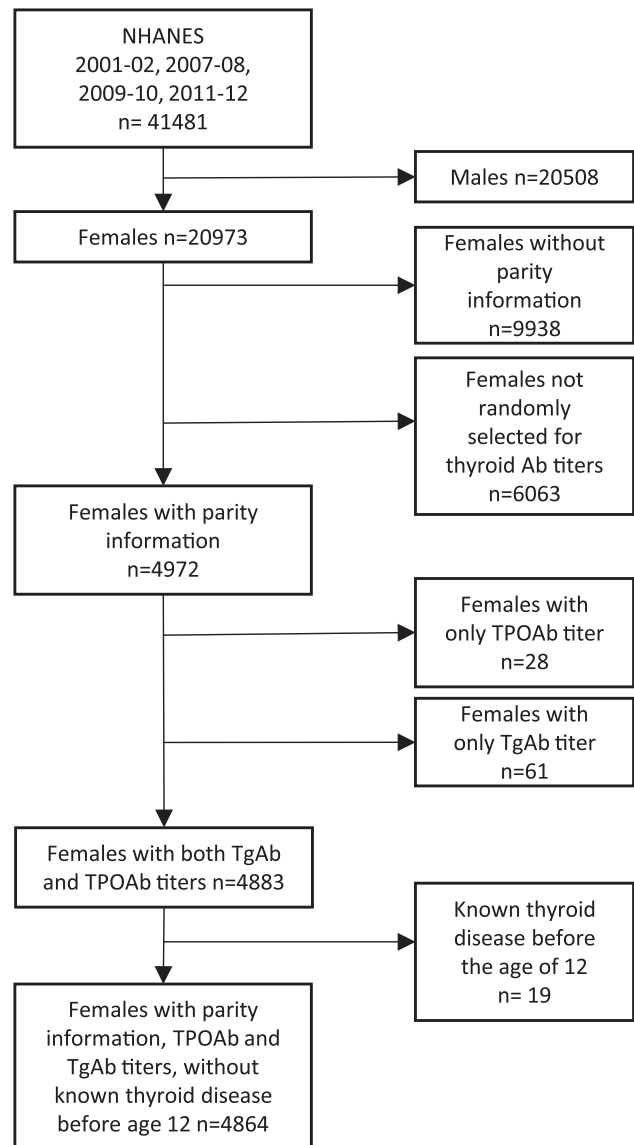 NHANES
2001-02, 2007-08,
2009-10, 2011-12
n= 41481
Males n=20508
Females n=20973
Females without
parity
information
n=9938
Females not
randomly
selected for
thyroid Ab titers
n=6063
Females with parity
information
n=4972
Females with
only TPOAb titer
n=28
Females with
only TgAb titer
n=61
Females with both TgAb
and TPOAb titers n=4883
Known thyroid
disease before
the age of 12
n= 19
Females with parity
information, TPOAb and
TgAb titers, without
known thyroid disease
before age 12 n=4864